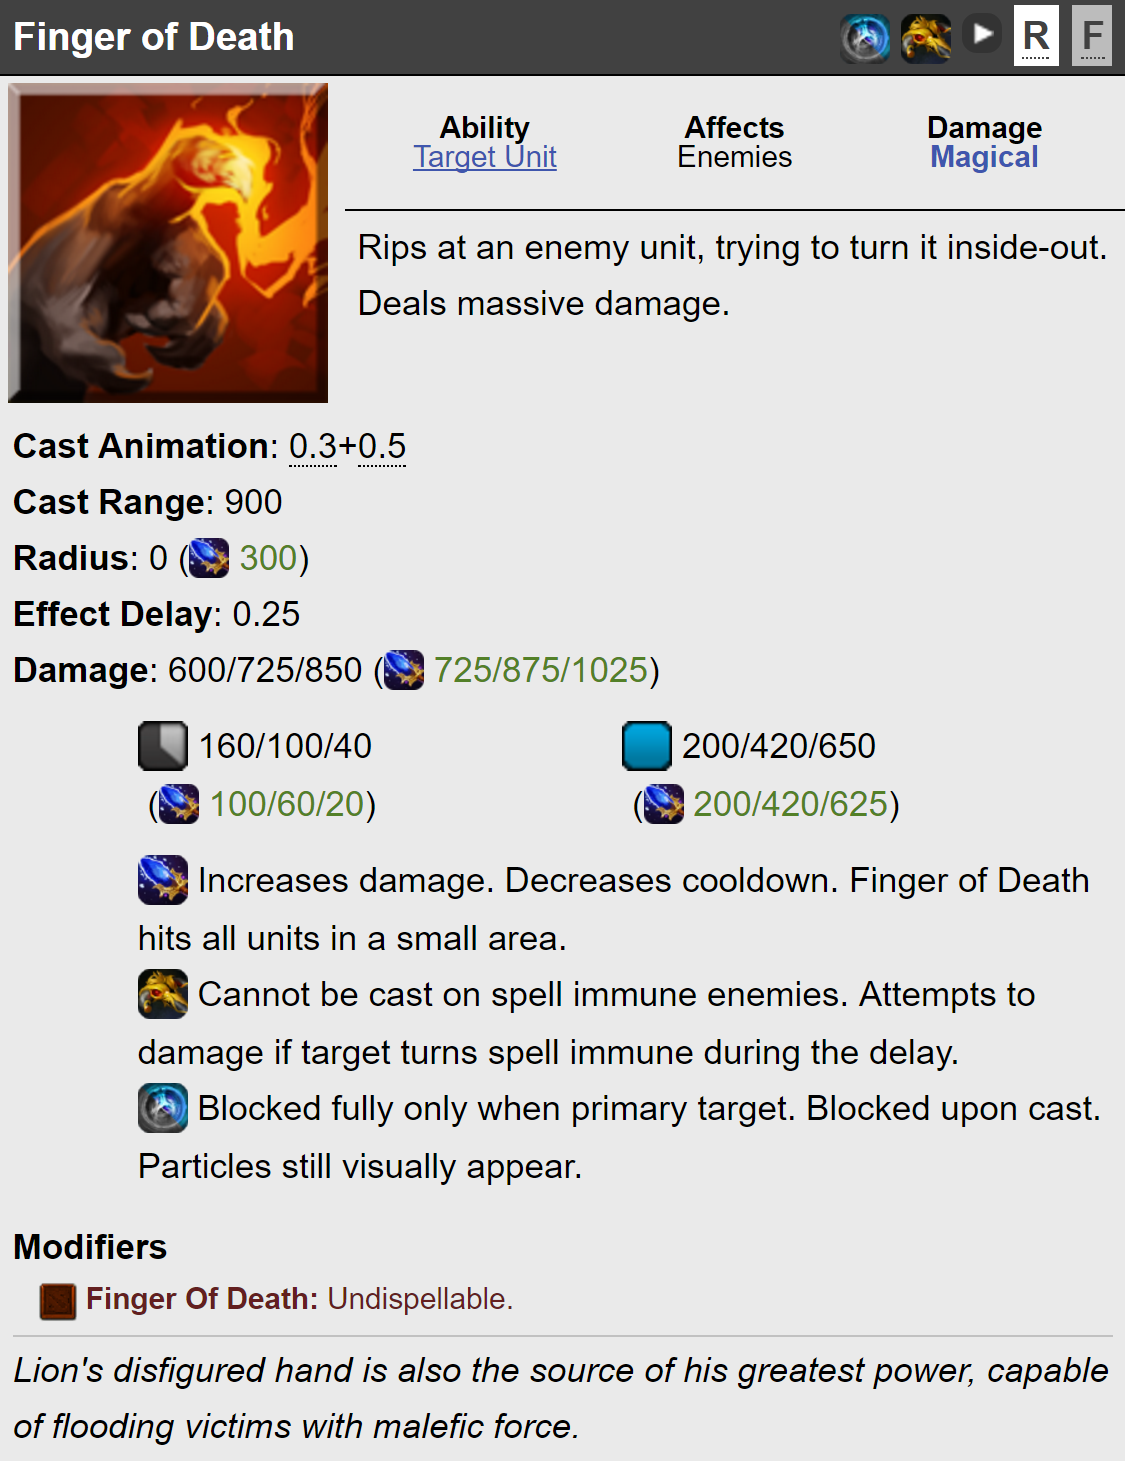 Finger of Death
R F
Ability Affects Damage
Target Unit Enemies Magical
Rips at an enemy unit, trying to turn it inside-out.
Deals massive damage.
Cast Animation: 0.3+0.5
Cast Range: 900
Radius: 0 ( 300)
Effect Delay: 0.25
Damage: 600/725/850 ( 725/875/1025)
160/100/40 200/420/650
( 100/60/20) ( 200/420/625)
Increases damage. Decreases cooldown. Finger of Death
hits all units in a small area.
Cannot be cast on spell immune enemies. Attempts to
damage if target turns spell immune during the delay.
Blocked fully only when primary target. Blocked upon cast.
Particles still visually appear.
Modifiers
Finger Of Death: Undispellable.
Lion's disfigured hand is also the source of his greatest power, capable
of flooding victims with malefic force.